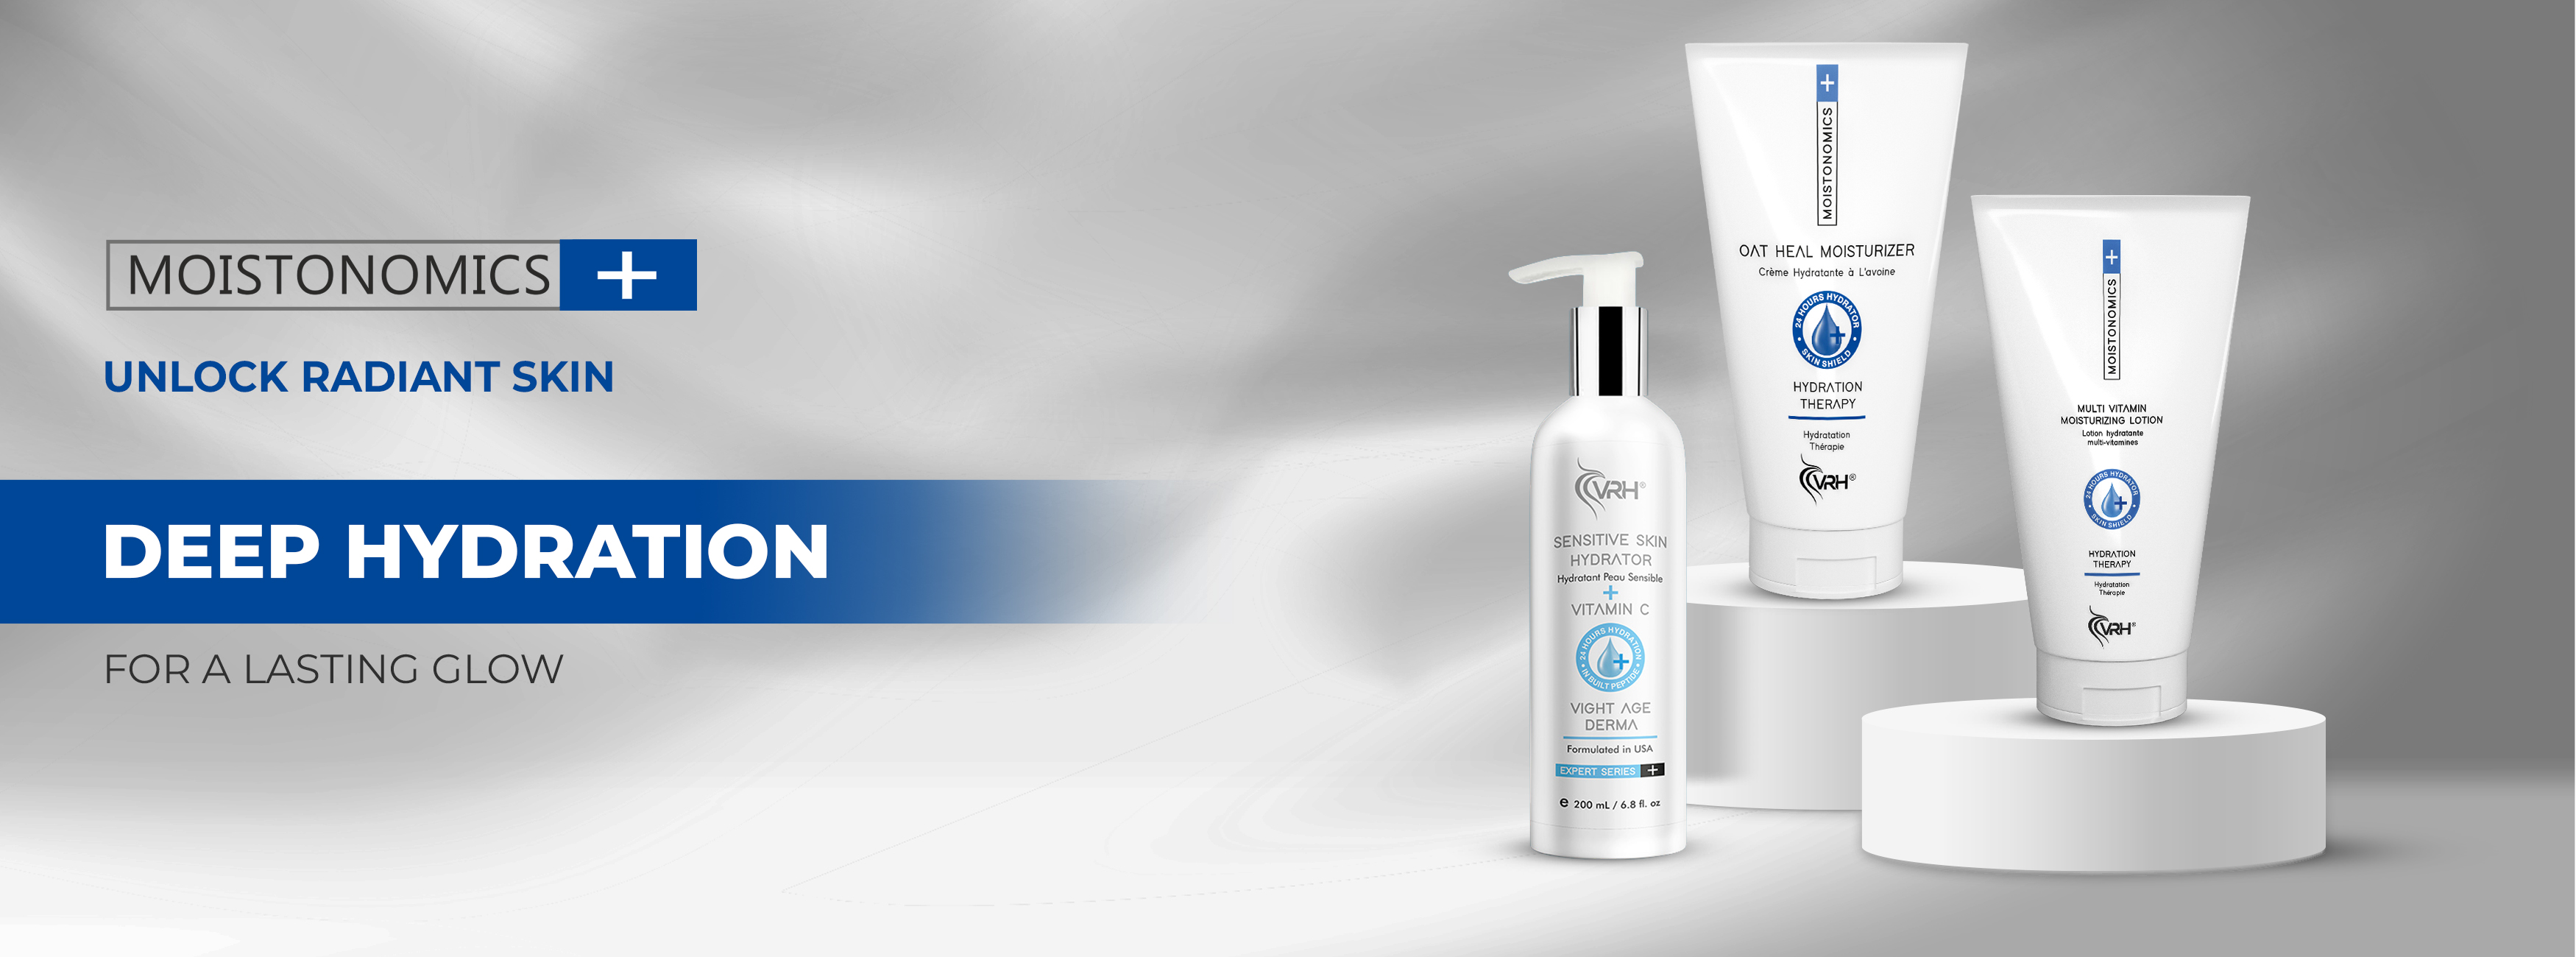 MOISTONOMICS +
UNLOCK RADIANT SKIN
DEEP HYDRATION
FOR A LASTING GLOW
VRH®
SENSITIVE SKIN
HYDRATOR
Hydratant Peau Sensible
+
VITAMIN C
24 HOURS HYDRATION
IN BUILT PEPTIDE
VIGHT AGE
DERMA
Formulated in USA
EXPERT SERIES +
e 200 mL / 6.8 fl. oz
MOISTONOMICS +
OAT HEAL MOISTURIZER
Crème Hydratante à L'avoine
24 HOURS HYDRATOR
SKIN SHIELD
HYDRATION
THERAPY
Hydratation
Thérapie
VRH®
MOISTONOMICS +
MULTI VITAMIN
MOISTURIZING LOTION
Lotion hydratante
multi-vitamines
24 HOURS HYDRATOR
SKIN SHIELD
HYDRATION
THERAPY
Hydratation
Thérapie
VRH®